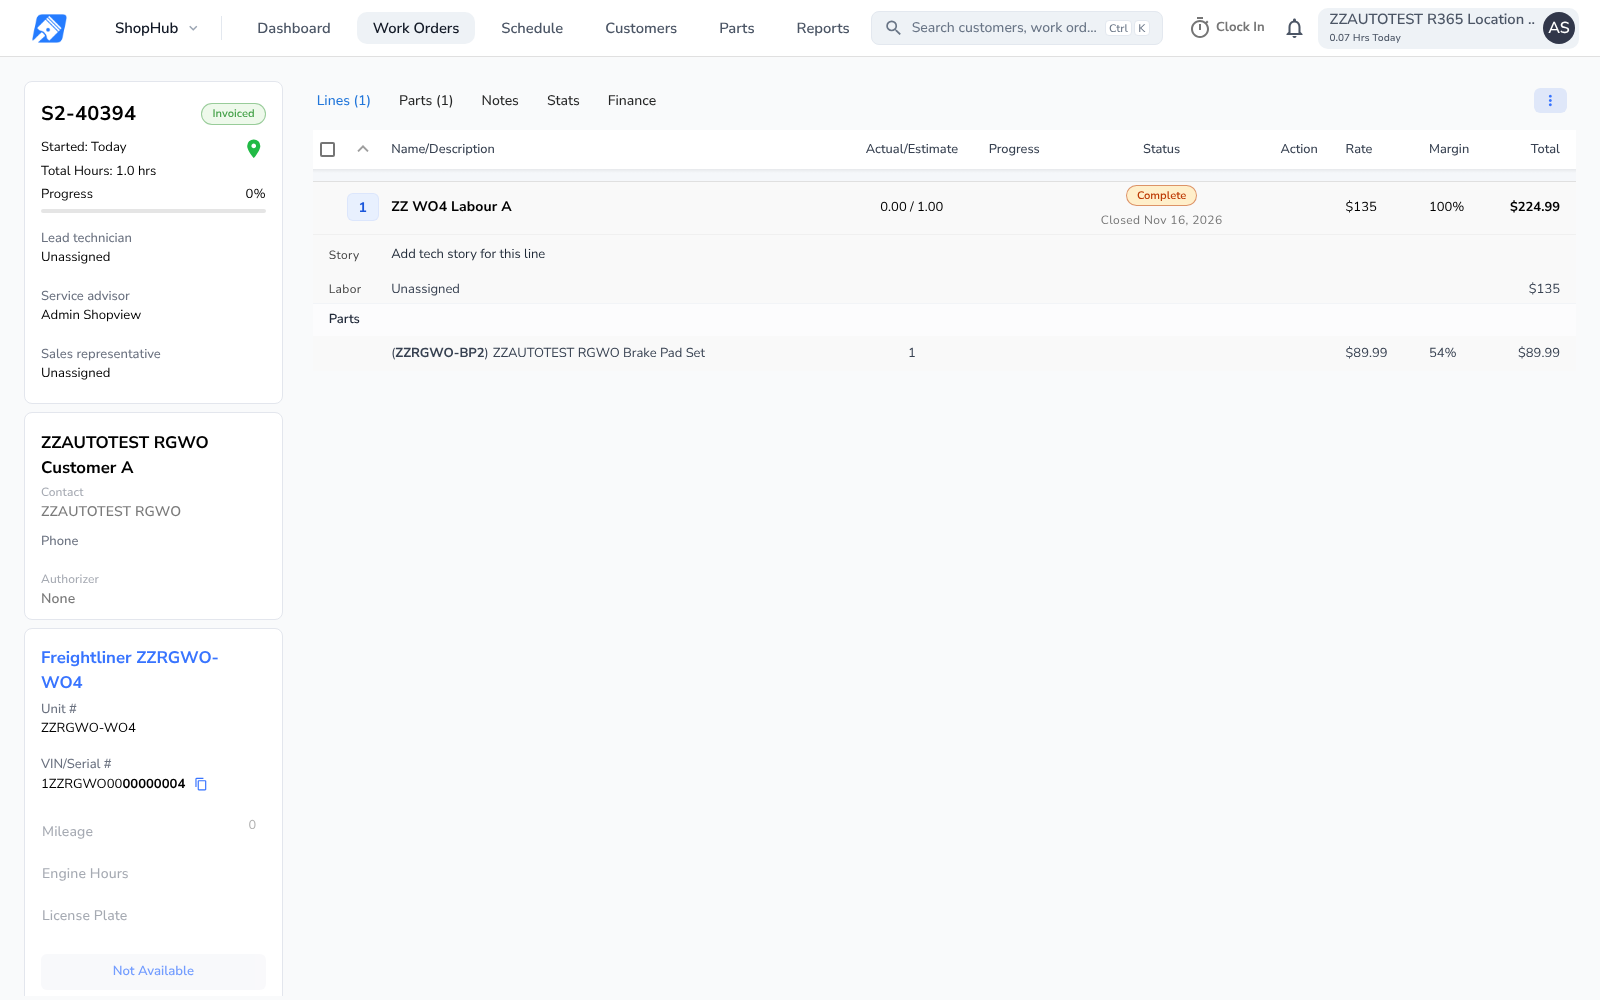 ShopHub
Dashboard
Work Orders
Schedule
Customers
Parts
Reports
Search customers, work ord... Ctrl K
Clock In
ZZAUTOTEST R365 Location ..
0.07 Hrs Today
AS
S2-40394
Invoiced
Started: Today
Total Hours: 1.0 hrs
Progress 0%
Lead technician
Unassigned
Service advisor
Admin Shopview
Sales representative
Unassigned
ZZAUTOTEST RGWO
Customer A
Contact
ZZAUTOTEST RGWO
Phone
Authorizer
None
Freightliner ZZRGWO-
WO4
Unit #
ZZRGWO-WO4
VIN/Serial #
1ZZRGWO0000000004
Mileage 0
Engine Hours
License Plate
Not Available
Lines (1) Parts (1) Notes Stats Finance
Name/Description Actual/Estimate Progress Status Action Rate Margin Total
1 ZZ WO4 Labour A 0.00 / 1.00 Complete $135 100% $224.99
Closed Nov 16, 2026
Story Add tech story for this line
Labor Unassigned $135
Parts
(ZZRGWO-BP2) ZZAUTOTEST RGWO Brake Pad Set 1 $89.99 54% $89.99